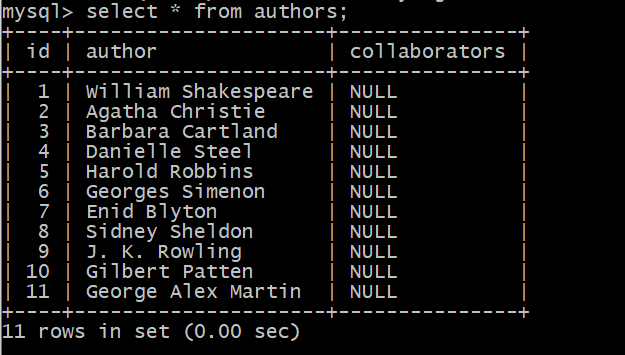 mysql> select * from authors;
+----+---------------------+---------------+
| id | author              | collaborators |
+----+---------------------+---------------+
|  1 | William Shakespeare | NULL          |
|  2 | Agatha Christie     | NULL          |
|  3 | Barbara Cartland    | NULL          |
|  4 | Danielle Steel      | NULL          |
|  5 | Harold Robbins      | NULL          |
|  6 | Georges Simenon     | NULL          |
|  7 | Enid Blyton         | NULL          |
|  8 | Sidney Sheldon      | NULL          |
|  9 | J. K. Rowling       | NULL          |
| 10 | Gilbert Patten      | NULL          |
| 11 | George Alex Martin  | NULL          |
+----+---------------------+---------------+
11 rows in set (0.00 sec)